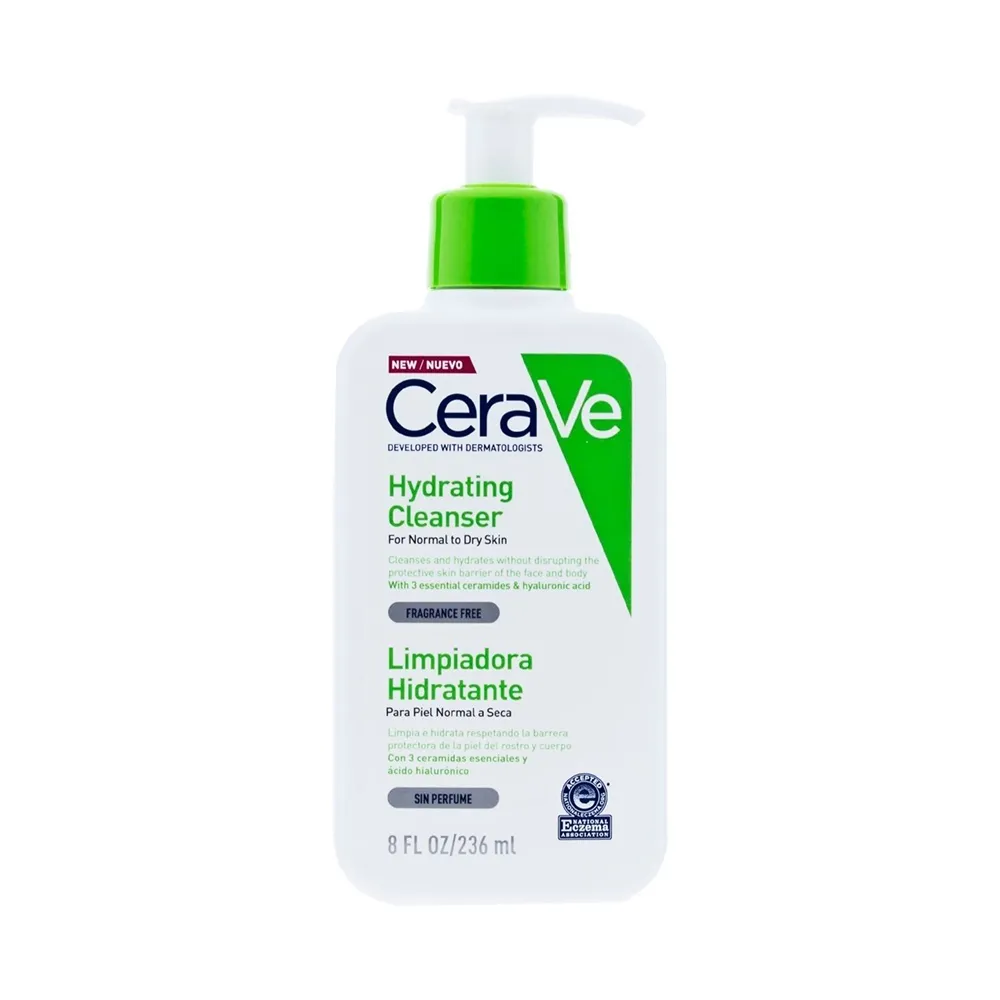 NEW / NUEVO
CeraVe
DEVELOPED WITH DERMATOLOGISTS
Hydrating
Cleanser
For Normal to Dry Skin
Cleanses and hydrates without disrupting the
protective skin barrier of the face and body
With 3 essential ceramides & hyaluronic acid
FRAGRANCE FREE
Limpiadora
Hidratante
Para Piel Normal a Seca
Limpia e hidrata respetando la barrera
protectora de la piel del rostro y cuerpo
Con 3 ceramidas esenciales y
ácido hialurónico
SIN PERFUME
ACCEPTED
e
NATIONALECZEMA.ORG
NATIONAL
Eczema
ASSOCIATION
8 FL OZ/236 ml